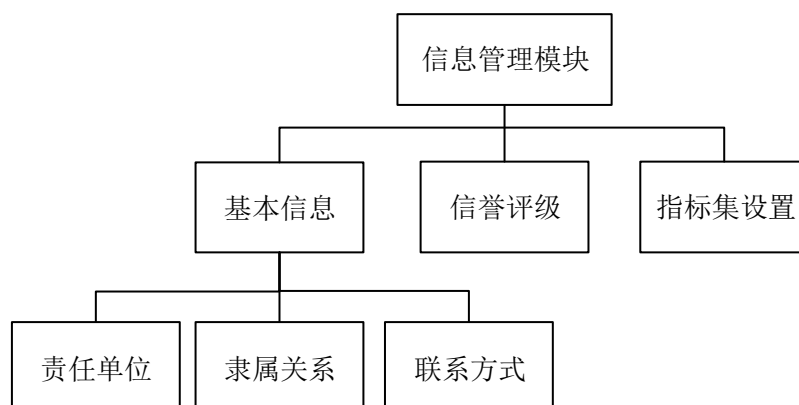 信息管理模块
基本信息
信誉评级
指标集设置
责任单位
隶属关系
联系方式